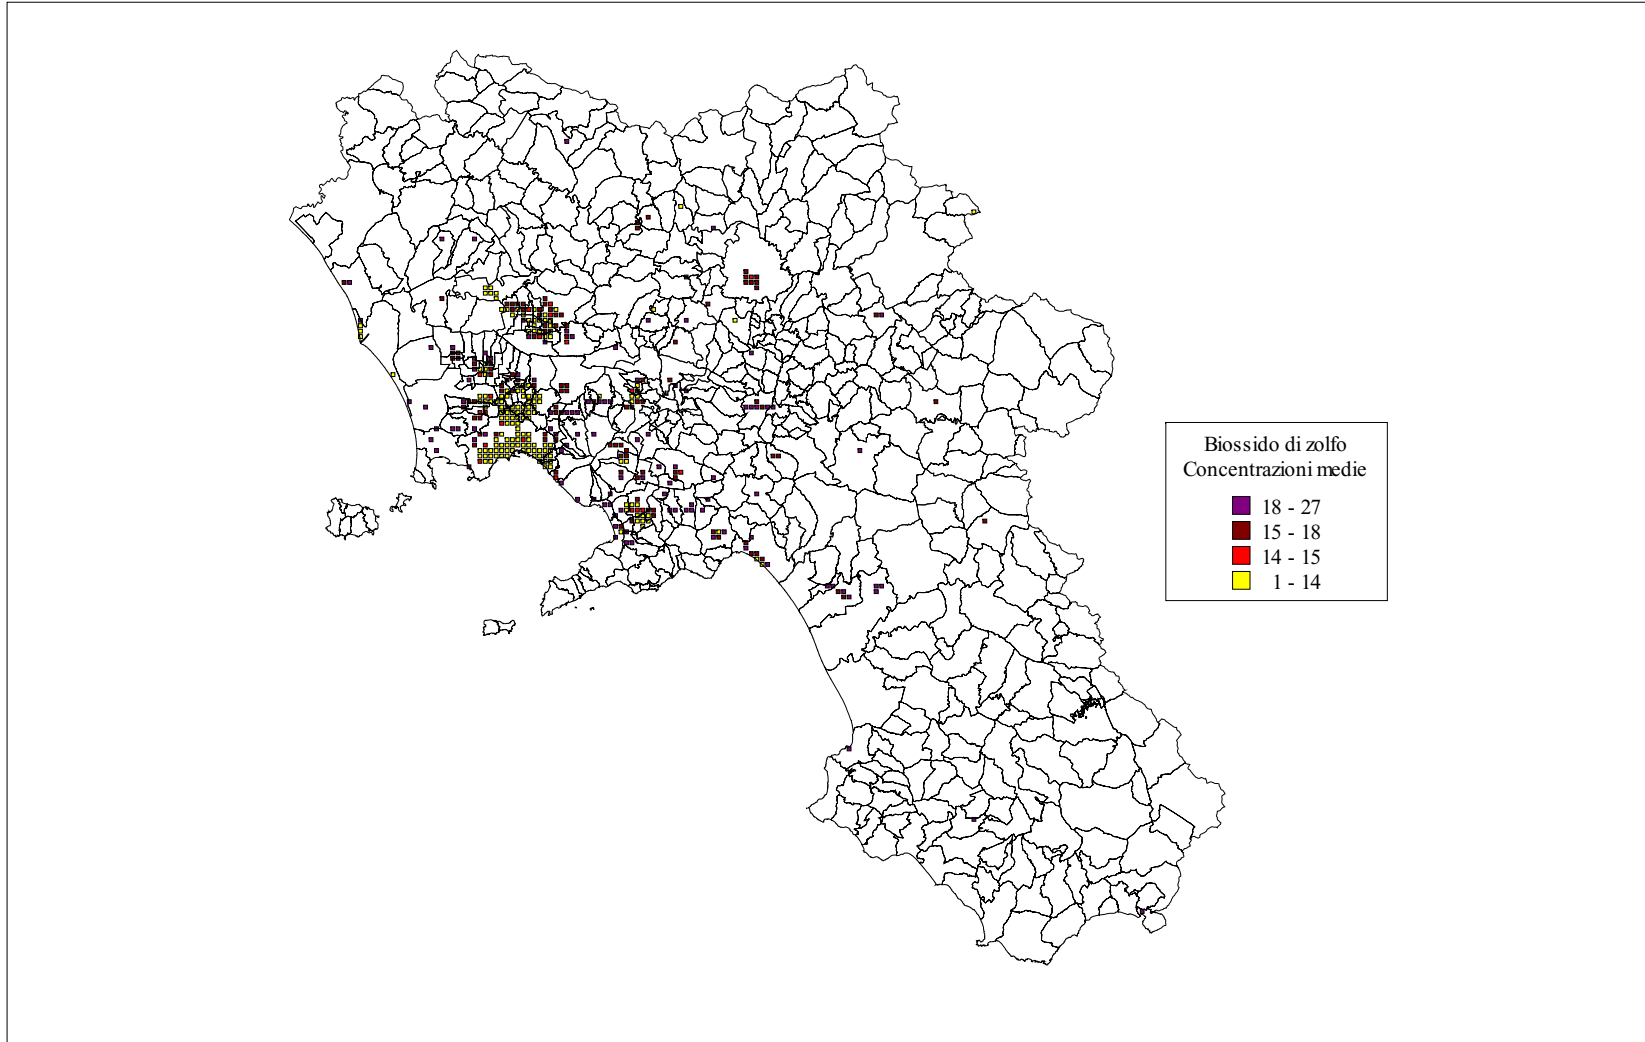 Biossido di zolfo
Concentrazioni medie
18 - 27
15 - 18
14 - 15
1 - 14